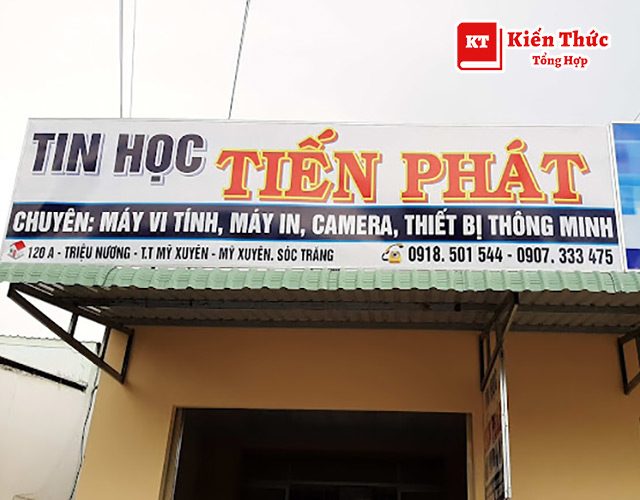 KT Kiến Thức
Tổng Hợp
TIN HỌC TIẾN PHÁT
CHUYÊN: MÁY VI TÍNH, MÁY IN, CAMERA, THIẾT BỊ THÔNG MINH
120 A - TRIỆU NƯƠNG - T.T MỸ XUYÊN - MỸ XUYÊN. SÓC TRĂNG 0918. 501 544 - 0907. 333 475